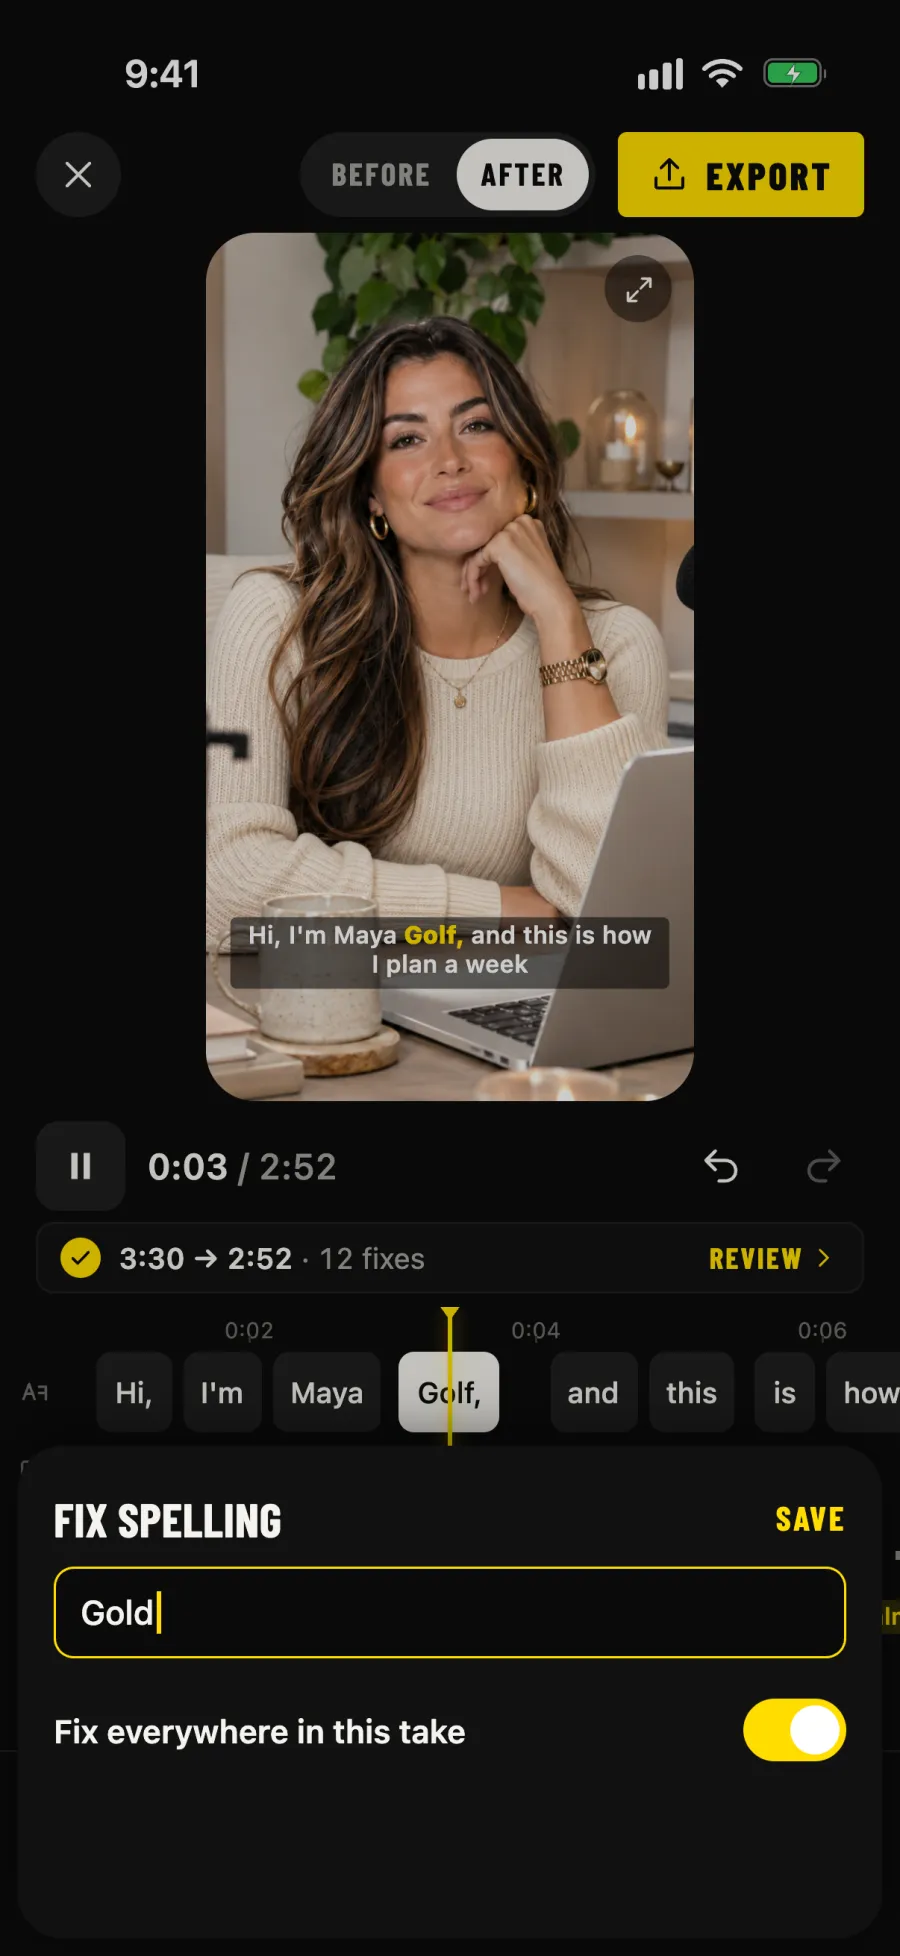 9:41
BEFORE AFTER EXPORT
Hi, I'm Maya Golf, and this is how
I plan a week
0:03 / 2:52
3:30 → 2:52 · 12 fixes REVIEW
0:02 0:04 0:06
Hi, I'm Maya Golf, and this is how
FIX SPELLING SAVE
Gold
Fix everywhere in this take